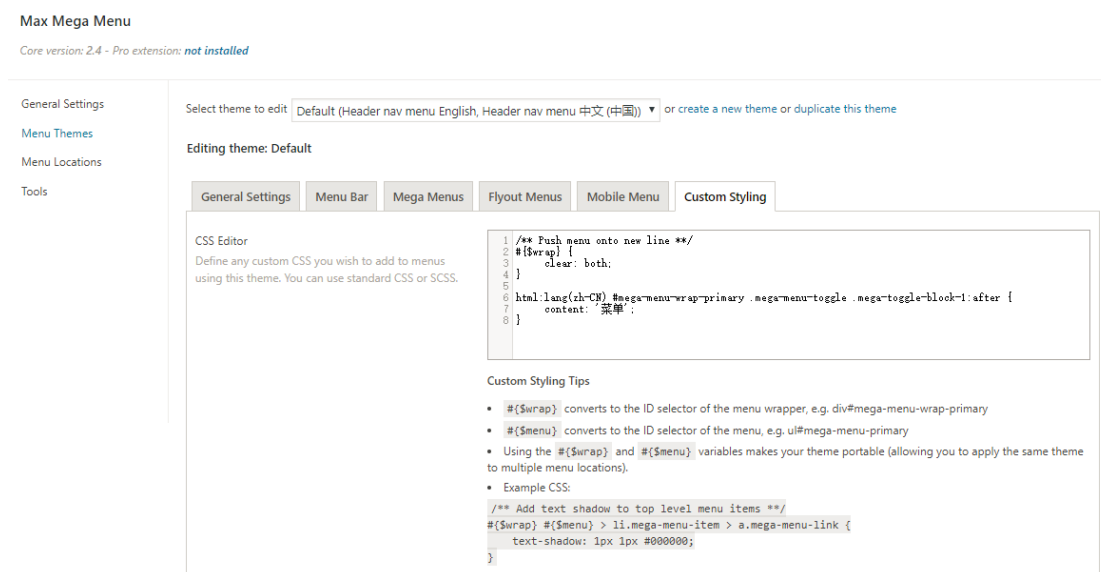 Max Mega Menu
Core version: 2.4 - Pro extension: not installed
General Settings
Menu Themes
Menu Locations
Tools
Select theme to edit Default (Header nav menu English, Header nav menu 中文 (中国)) ▼ or create a new theme or duplicate this theme
Editing theme: Default
General Settings Menu Bar Mega Menus Flyout Menus Mobile Menu Custom Styling
CSS Editor
Define any custom CSS you wish to add to menus
using this theme. You can use standard CSS or SCSS.
1 /** Push menu onto new line **/
2 #{$wrap} {
3 clear: both;
4 }
5
6 html:lang(zh-CN) #mega-menu-wrap-primary .mega-menu-toggle .mega-toggle-block-1:after {
7 content: '菜单';
8 }
Custom Styling Tips
• #{$wrap} converts to the ID selector of the menu wrapper, e.g. div#mega-menu-wrap-primary
• #{$menu} converts to the ID selector of the menu, e.g. ul#mega-menu-primary
• Using the #{$wrap} and #{$menu} variables makes your theme portable (allowing you to apply the same theme
to multiple menu locations).
• Example CSS:
/** Add text shadow to top level menu items **/
#{$wrap} #{$menu} > li.mega-menu-item > a.mega-menu-link {
text-shadow: 1px 1px #000000;
}